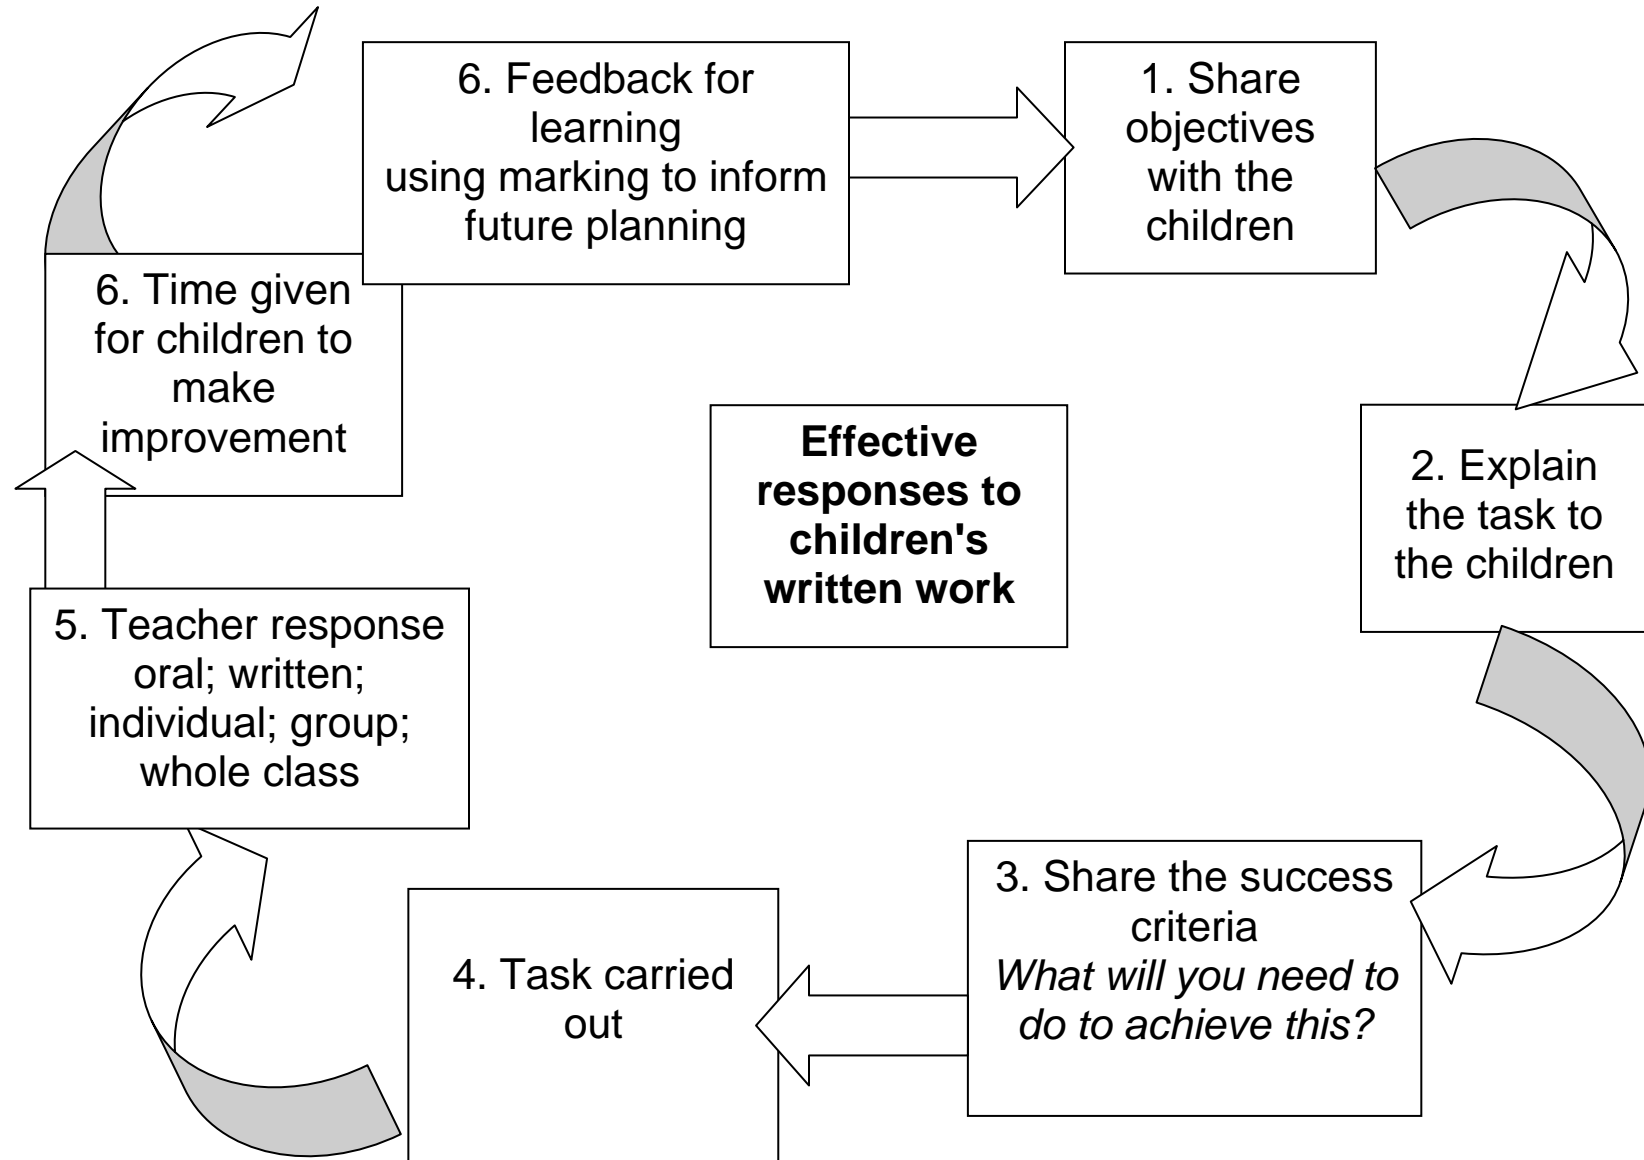 6. Feedback for
learning
using marking to inform
future planning
1. Share
objectives
with the
children
6. Time given
for children to
make
improvement
Effective
responses to
children's
written work
2. Explain
the task to
the children
5. Teacher response
oral; written;
individual; group;
whole class
3. Share the success
criteria
What will you need to
do to achieve this?
4. Task carried
out